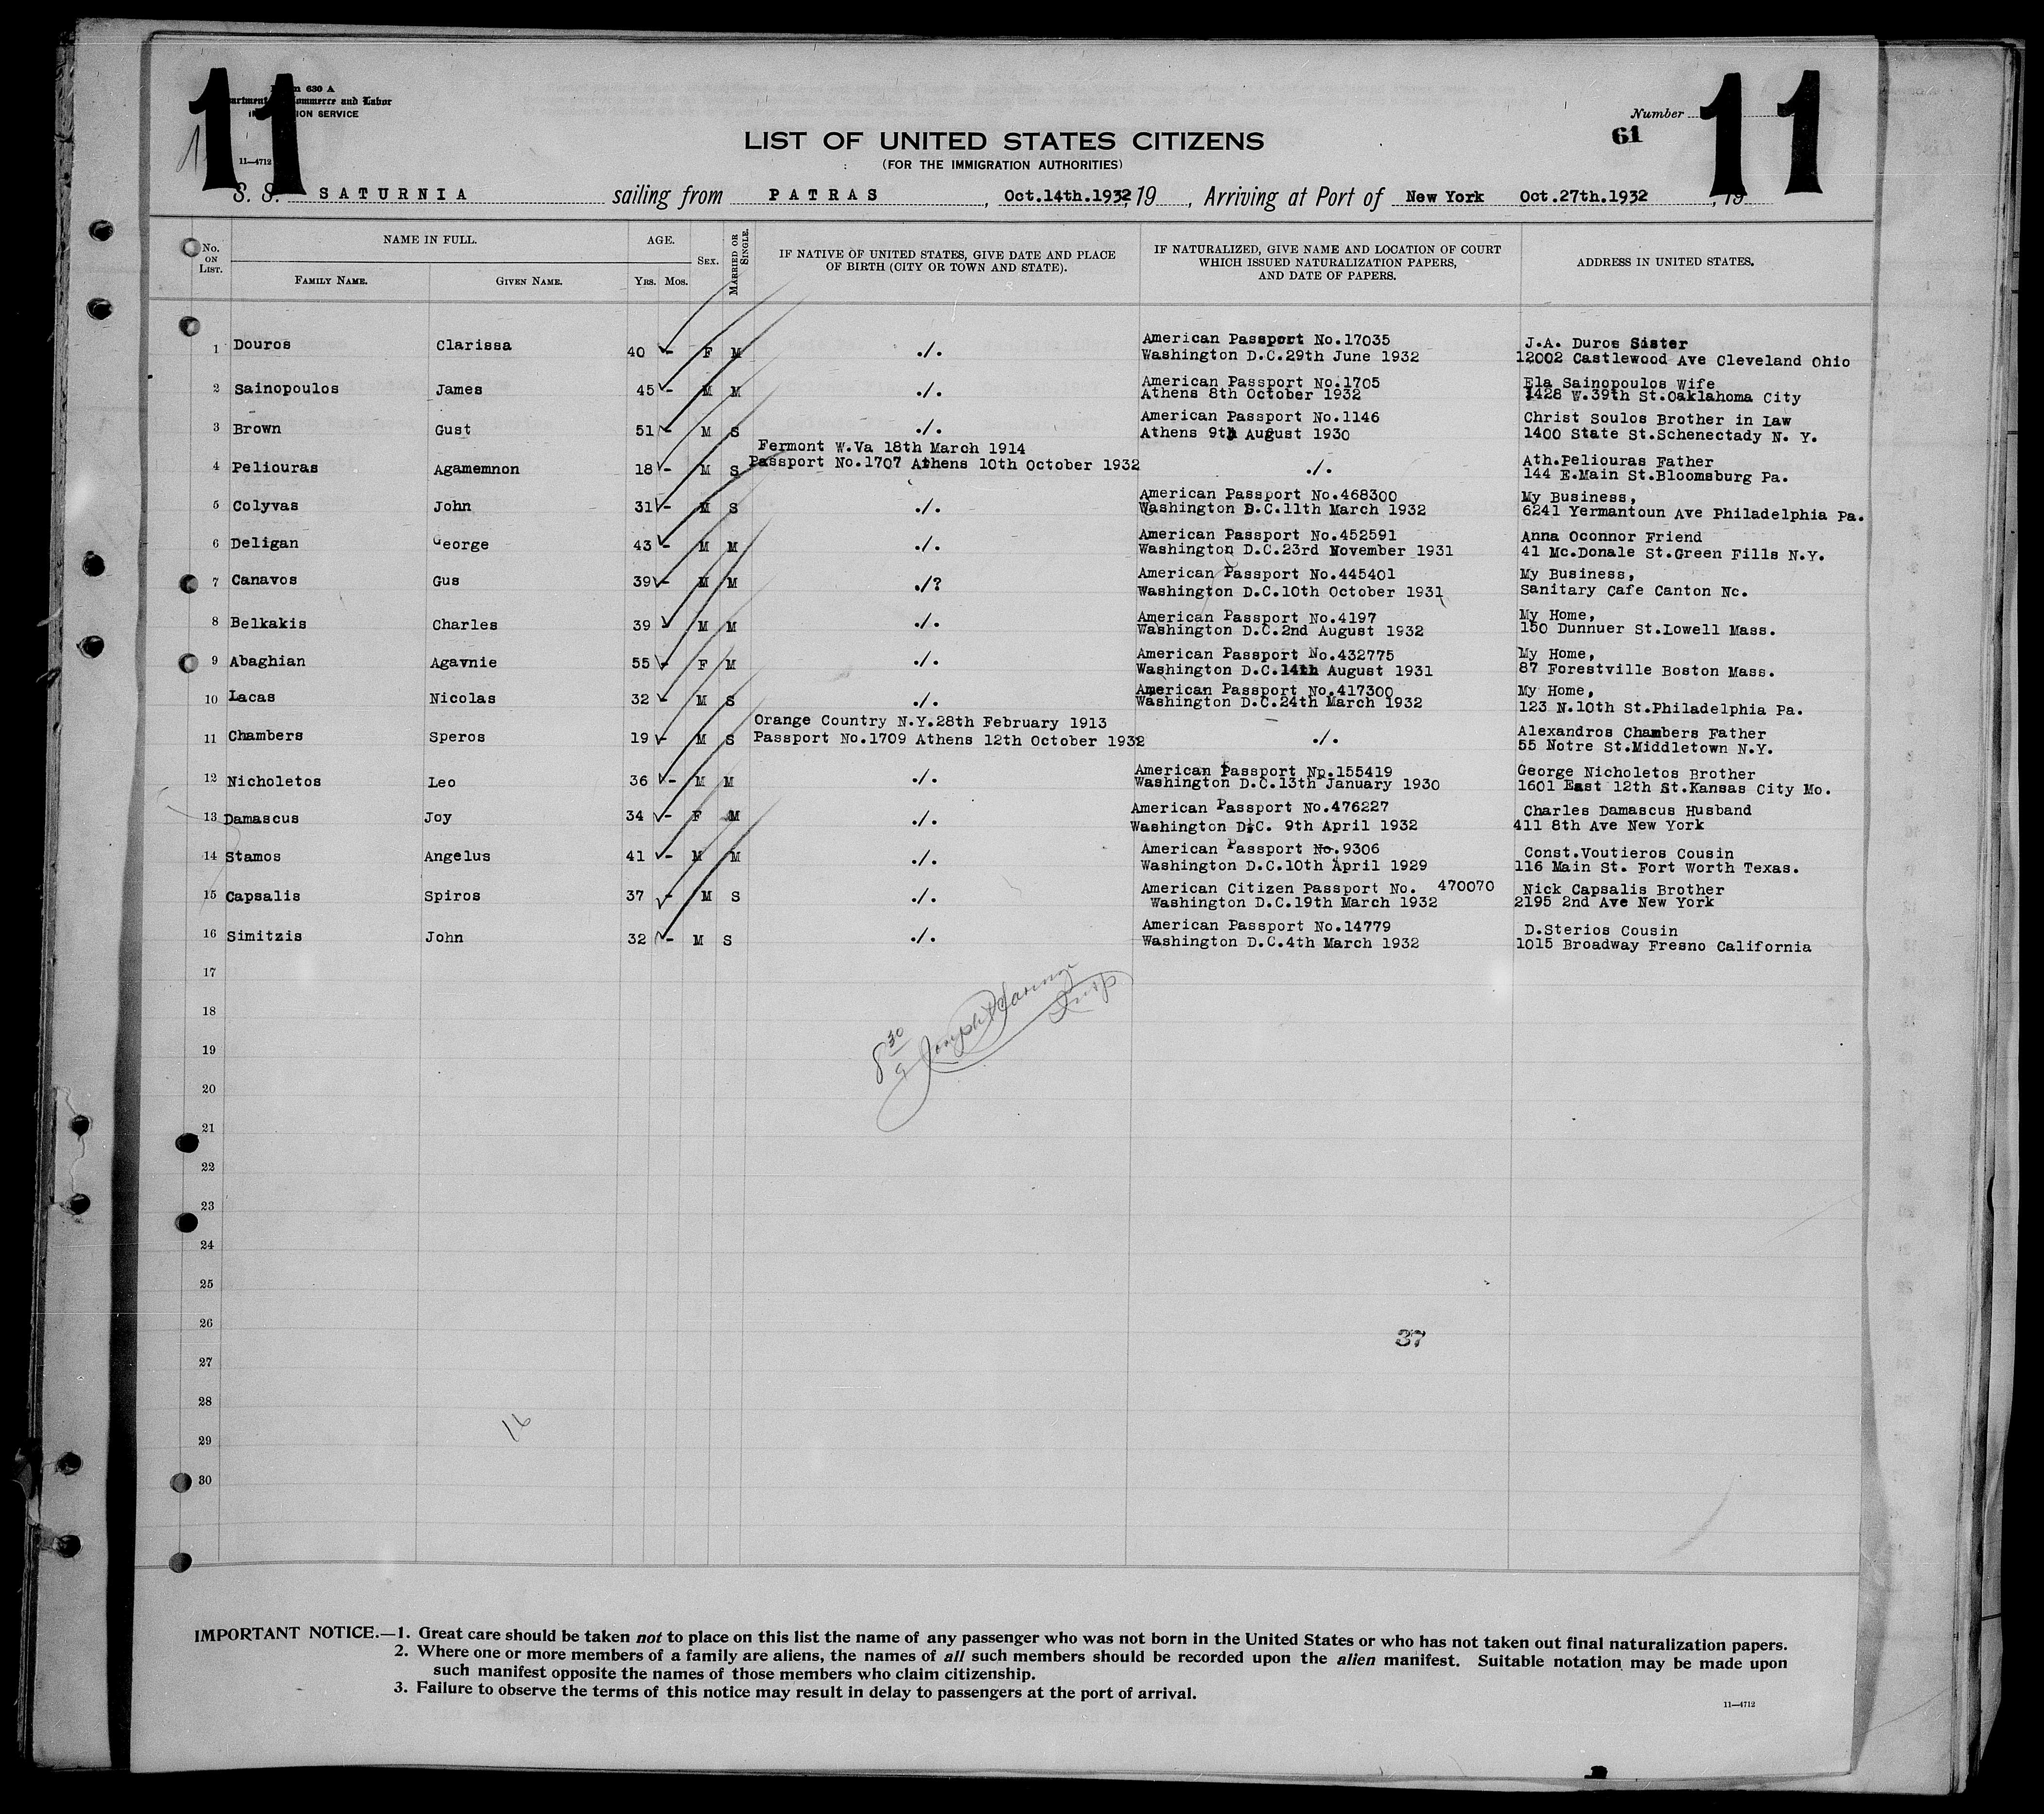 11
11
630 A
Commerce and Labor
SERVICE
11—4712
Number
61
LIST OF UNITED STATES CITIZENS
(FOR THE IMMIGRATION AUTHORITIES)
S. S. SATURNIA sailing from PATRAS, Oct.14th.1932, 19 , Arriving at Port of New York Oct.27th.1932, 19
No. ON LIST.
NAME IN FULL.
FAMILY NAME.
GIVEN NAME.
AGE.
YRS. MOS.
SEX.
MARRIED OR SINGLE.
IF NATIVE OF UNITED STATES, GIVE DATE AND PLACE
OF BIRTH (CITY OR TOWN AND STATE).
IF NATURALIZED, GIVE NAME AND LOCATION OF COURT
WHICH ISSUED NATURALIZATION PAPERS,
AND DATE OF PAPERS.
ADDRESS IN UNITED STATES.
1 Douros Clarissa 40 - F M ./. American Passport No.17035 J.A. Duros Sister
Washington D.C.29th June 1932 12002 Castlewood Ave Cleveland Ohio
2 Sainopoulos James 45 - M M ./. American Passport No.1705 Ela Sainopoulos Wife
Athens 8th October 1932 1428 W.39th St.Oaklahoma City
3 Brown Gust 51 - M S ./. American Passport No.1146 Christ Soulos Brother in Law
Athens 9th August 1930 1400 State St.Schenectady N. Y.
Fermont W.Va 18th March 1914
4 Peliouras Agamemnon 18 - M S Passport No.1707 Athens 10th October 1932 ./. Ath.Peliouras Father
144 E.Main St.Bloomsburg Pa.
5 Colyvas John 31 - M S ./. American Passport No.468300 My Business,
Washington D.C.11th March 1932 6241 Yermantoun Ave Philadelphia Pa.
6 Deligan George 43 - M M ./. American Passport No.452591 Anna Oconnor Friend
Washington D.C.23rd November 1931 41 Mc.Donale St.Green Fills N.Y.
7 Canavos Gus 39 - M M ./? American Passport No.445401 My Business,
Washington D.C.10th October 1931 Sanitary Cafe Canton Nc.
8 Belkakis Charles 39 M M ./. American Passport No.4197 My Home,
Washington D.C.2nd August 1932 150 Dunnuer St.Lowell Mass.
9 Abaghian Agavnie 55 - F M ./. American Passport No.432775 My Home,
Washington D.C.14th August 1931 87 Forestville Boston Mass.
10 Lacas Nicolas 32 - M S ./. American Passport No.417300 My Home,
Washington D.C.24th March 1932 123 N.10th St.Philadelphia Pa.
Orange Country N.Y.28th February 1913
11 Chambers Speros 19 - M S Passport No.1709 Athens 12th October 1932 ./. Alexandros Chambers Father
55 Notre St.Middletown N.Y.
12 Nicholetos Leo 36 - M M ./. American Passport No.155419 George Nicholetos Brother
Washington D.C.13th January 1930 1601 East 12th St.Kansas City Mo.
13 Damascus Joy 34 - F M ./. American Passport No.476227 Charles Damascus Husband
Washington D.C. 9th April 1932 411 8th Ave New York
14 Stamos Angelus 41 - M M ./. American Passport No.9306 Const.Voutieros Cousin
Washington D.C.10th April 1929 116 Main St. Fort Worth Texas.
15 Capsalis Spiros 37 - M S ./. American Citizen Passport No. 470070 Nick Capsalis Brother
Washington D.C.19th March 1932 2195 2nd Ave New York
16 Simitzis John 32 - M S ./. American Passport No.14779 D.Sterios Cousin
Washington D.C.4th March 1932 1015 Broadway Fresno California
17
18
19
20
21
22
23
24
25
26
27
28
29
30
8 30
Joseph
Insp
37
16
IMPORTANT NOTICE.—1. Great care should be taken not to place on this list the name of any passenger who was not born in the United States or who has not taken out final naturalization papers.
2. Where one or more members of a family are aliens, the names of all such members should be recorded upon the alien manifest. Suitable notation may be made upon
such manifest opposite the names of those members who claim citizenship.
3. Failure to observe the terms of this notice may result in delay to passengers at the port of arrival.
11—4712